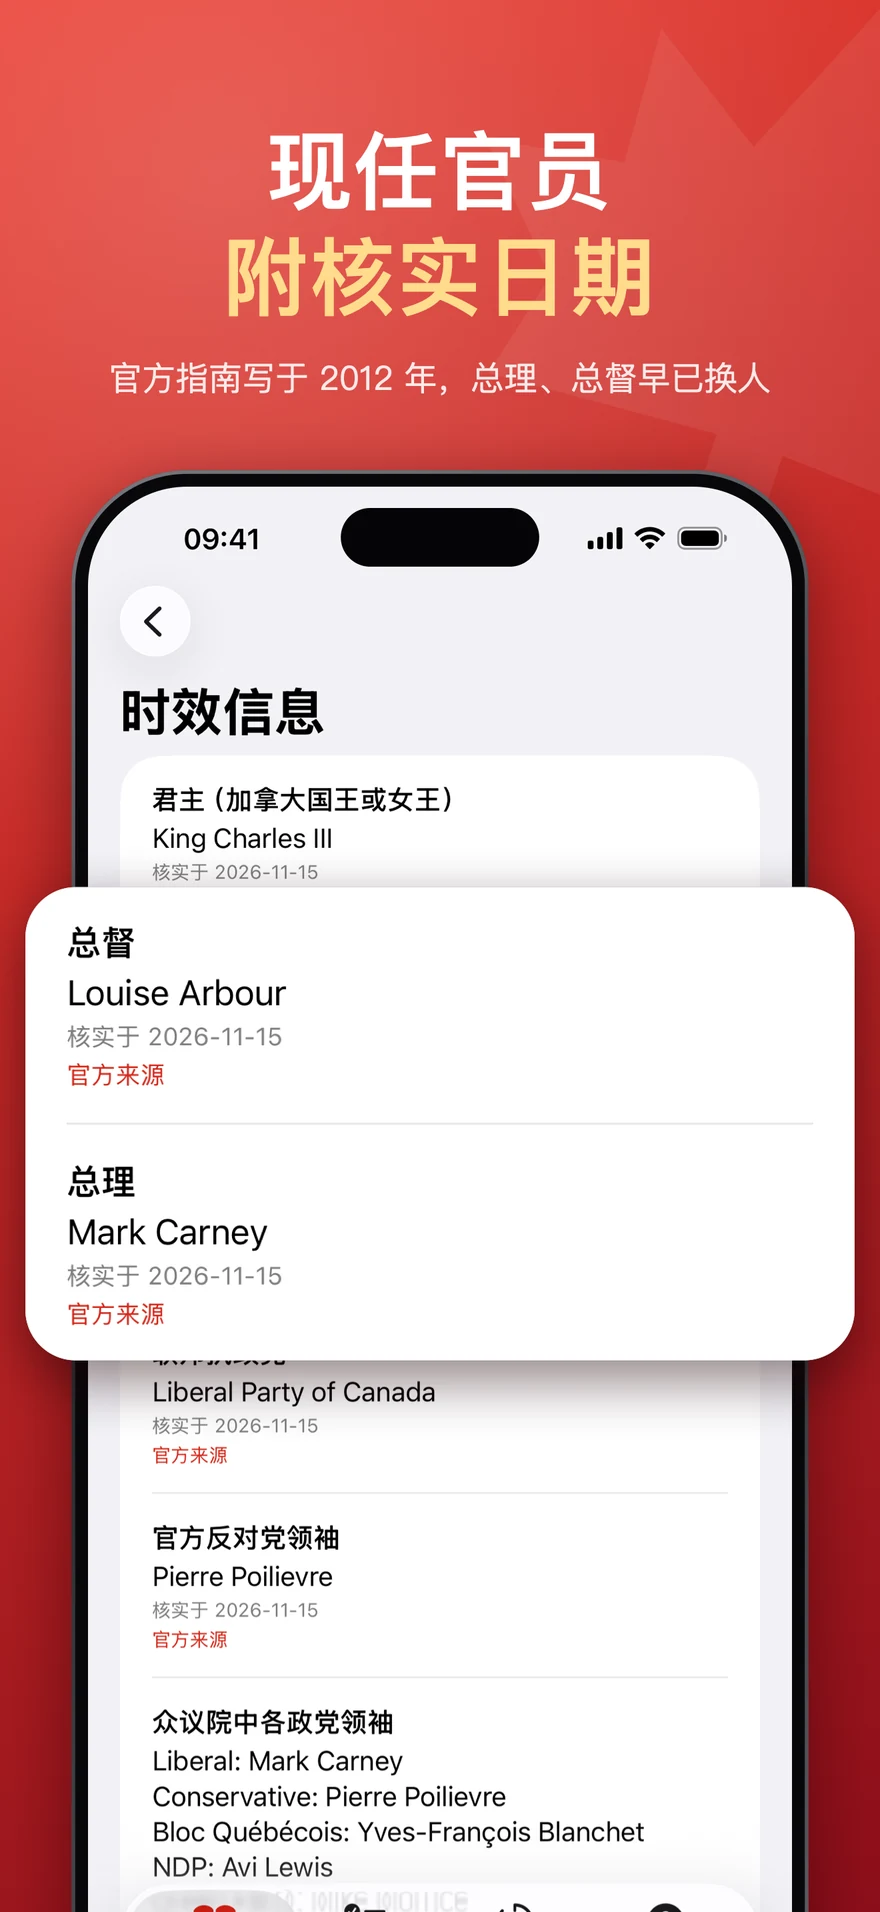 现任官员
附核实日期
官方指南写于 2012 年，总理、总督早已换人
09:41
时效信息
君主（加拿大国王或女王）
King Charles III
核实于 2026-11-15
总督
Louise Arbour
核实于 2026-11-15
官方来源
总理
Mark Carney
核实于 2026-11-15
官方来源
Liberal Party of Canada
核实于 2026-11-15
官方来源
官方反对党领袖
Pierre Poilievre
核实于 2026-11-15
官方来源
众议院中各政党领袖
Liberal: Mark Carney
Conservative: Pierre Poilievre
Bloc Québécois: Yves-François Blanchet
NDP: Avi Lewis